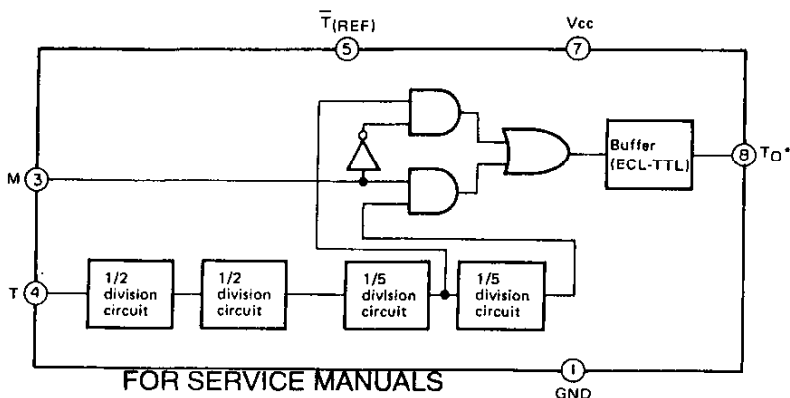 T̅(REF)
5
Vcc
7
M 3
Buffer
(ECL-TTL)
8 To*
T 4
1/2
division
circuit
1/2
division
circuit
1/5
division
circuit
1/5
division
circuit
FOR SERVICE MANUALS
1
GND